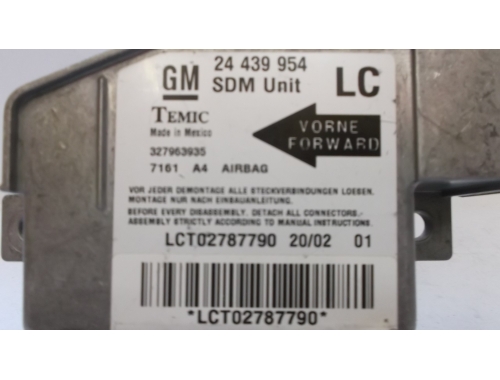 GM 24 439 954
SDM Unit LC
TEMIC
Made in Mexico
VORNE
FORWARD
327963935
7161 A4 AIRBAG
VOR JEDER DEMONTAGE ALLE STECKVERBINDUNGEN LOESEN.
MONTAGE NUR NACH EINBAUANLEITUNG.
BEFORE EVERY DISASSEMBLY, DETACH ALL CONNECTORS.
ASSEMBLY STRICTLY ACCORDING TO MANUAL INSTRUCTIONS.
LCT02787790 20/02 01
*LCT02787790*